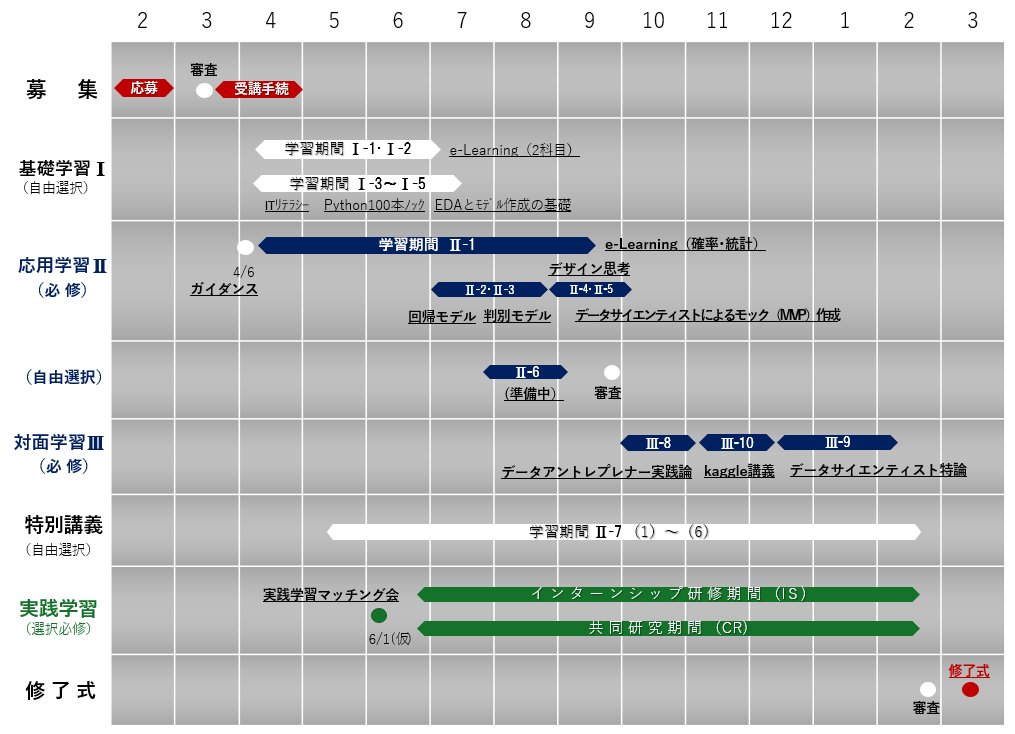 2 3 4 5 6 7 8 9 10 11 12 1 2 3
募 集
応募
審査
受講手続
基礎学習Ⅰ
(自由選択)
学習期間 Ⅰ-1・Ⅰ-2
e-Learning（2科目）
学習期間 Ⅰ-3～Ⅰ-5
ITﾘﾃﾗｼｰ Python100本ﾉｯｸ EDAとﾓﾃﾞﾙ作成の基礎
応用学習Ⅱ
(必 修)
学習期間 Ⅱ-1
e-Learning（確率・統計）
4/6
ガイダンス
デザイン思考
Ⅱ-2・Ⅱ-3
Ⅱ-4・Ⅱ-5
回帰モデル 判別モデル
データサイエンティストによるモック（MVP）作成
(自由選択)
Ⅱ-6
（準備中）
審査
対面学習Ⅲ
(必 修)
Ⅲ-8
Ⅲ-10
Ⅲ-9
データアントレプレナー実践論
kaggle講義
データサイエンティスト特論
特別講義
(自由選択)
学習期間 Ⅱ-7 （1）～（6）
実践学習
(選択必修)
実践学習マッチング会
6/1(仮)
インターンシップ研修期間（IS）
共同研究期間（CR）
修了式
審査
修了式